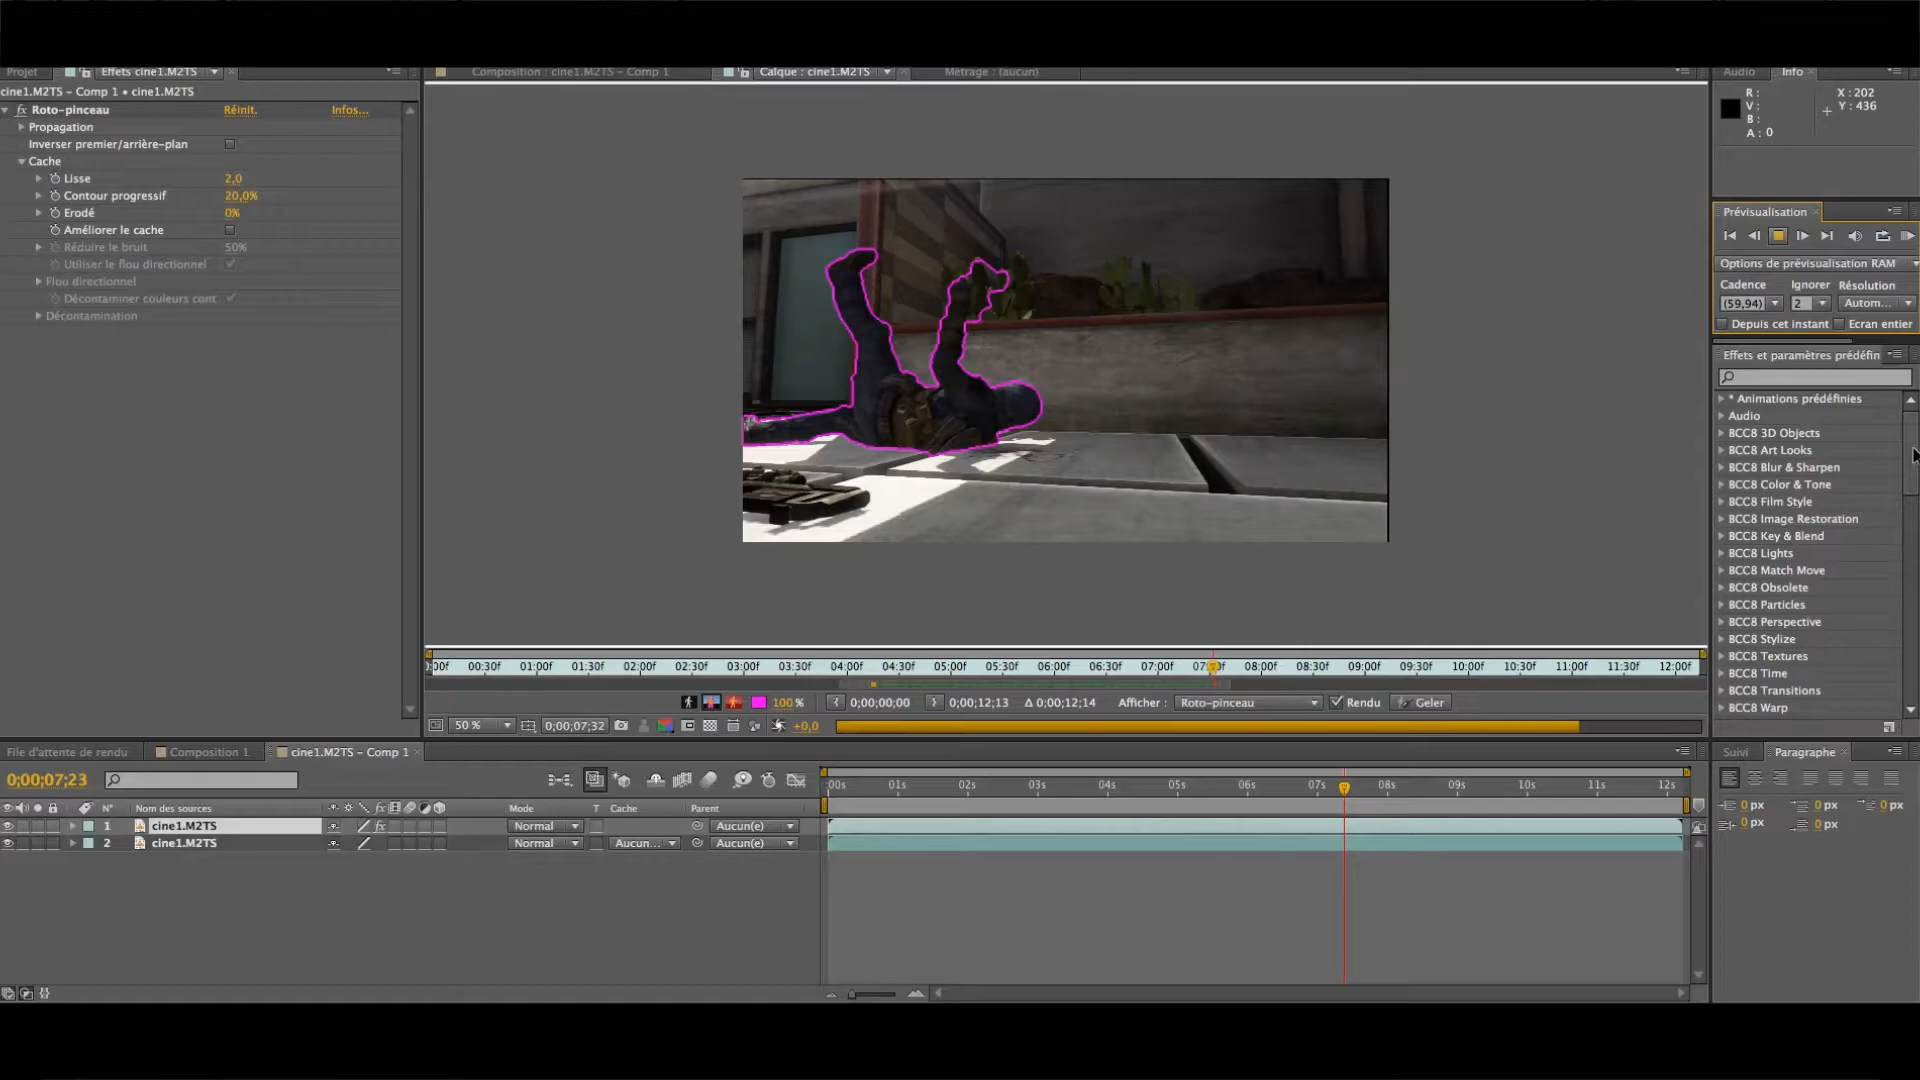 Projet Effets cine1.M2TS
Composition : cine1.M2TS - Comp 1
Calque : cine1.M2TS
Métrage : (aucun)
Audio Info
cine1.M2TS - Comp 1 • cine1.M2TS
fx Roto-pinceau Réinit. Infos...
Propagation
Inverser premier/arrière-plan
Cache
Lisse 2,0
Contour progressif 20,0%
Erodé 0%
Améliorer le cache
Réduire le bruit 50%
Utiliser le flou directionnel
Flou directionnel
Décontaminer couleurs cont
Décontamination
R :
V :
B :
A : 0
X : 202
Y : 436
Prévisualisation
Options de prévisualisation RAM
Cadence Ignorer Résolution
(59,94) 2 Autom...
Depuis cet instant Ecran entier
Effets et paramètres prédéfin
* Animations prédéfinies
Audio
BCC8 3D Objects
BCC8 Art Looks
BCC8 Blur & Sharpen
BCC8 Color & Tone
BCC8 Film Style
BCC8 Image Restoration
BCC8 Key & Blend
BCC8 Lights
BCC8 Match Move
BCC8 Obsolete
BCC8 Particles
BCC8 Perspective
BCC8 Stylize
BCC8 Textures
BCC8 Time
BCC8 Transitions
BCC8 Warp
:00f 00:30f 01:00f 01:30f 02:00f 02:30f 03:00f 03:30f 04:00f 04:30f 05:00f 05:30f 06:00f 06:30f 07:00f 08:00f 08:30f 09:00f 09:30f 10:00f 10:30f 11:00f 11:30f 12:00f
100 % 0;00;00;00 0;00;12;13 Δ 0;00;12;14 Afficher : Roto-pinceau Rendu Geler
50 % 0;00;07;32 +0,0
File d'attente de rendu Composition 1 cine1.M2TS - Comp 1
Suivi Paragraphe
0;00;07;23
:00s 01s 02s 03s 04s 05s 06s 07s 08s 09s 10s 11s 12s
N° Nom des sources fx Mode T Cache Parent
1 cine1.M2TS fx Normal Aucun(e)
2 cine1.M2TS Normal Aucun... Aucun(e)
0 px 0 px 0 px
0 px 0 px